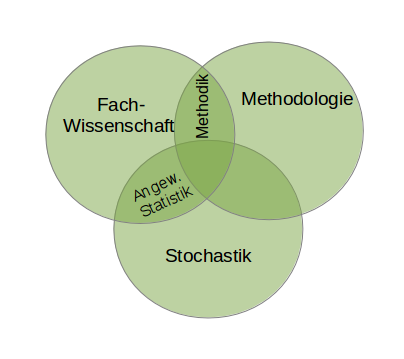 Fach-
Wissenschaft
Methodik
Methodologie
Angew.
Statistik
Stochastik